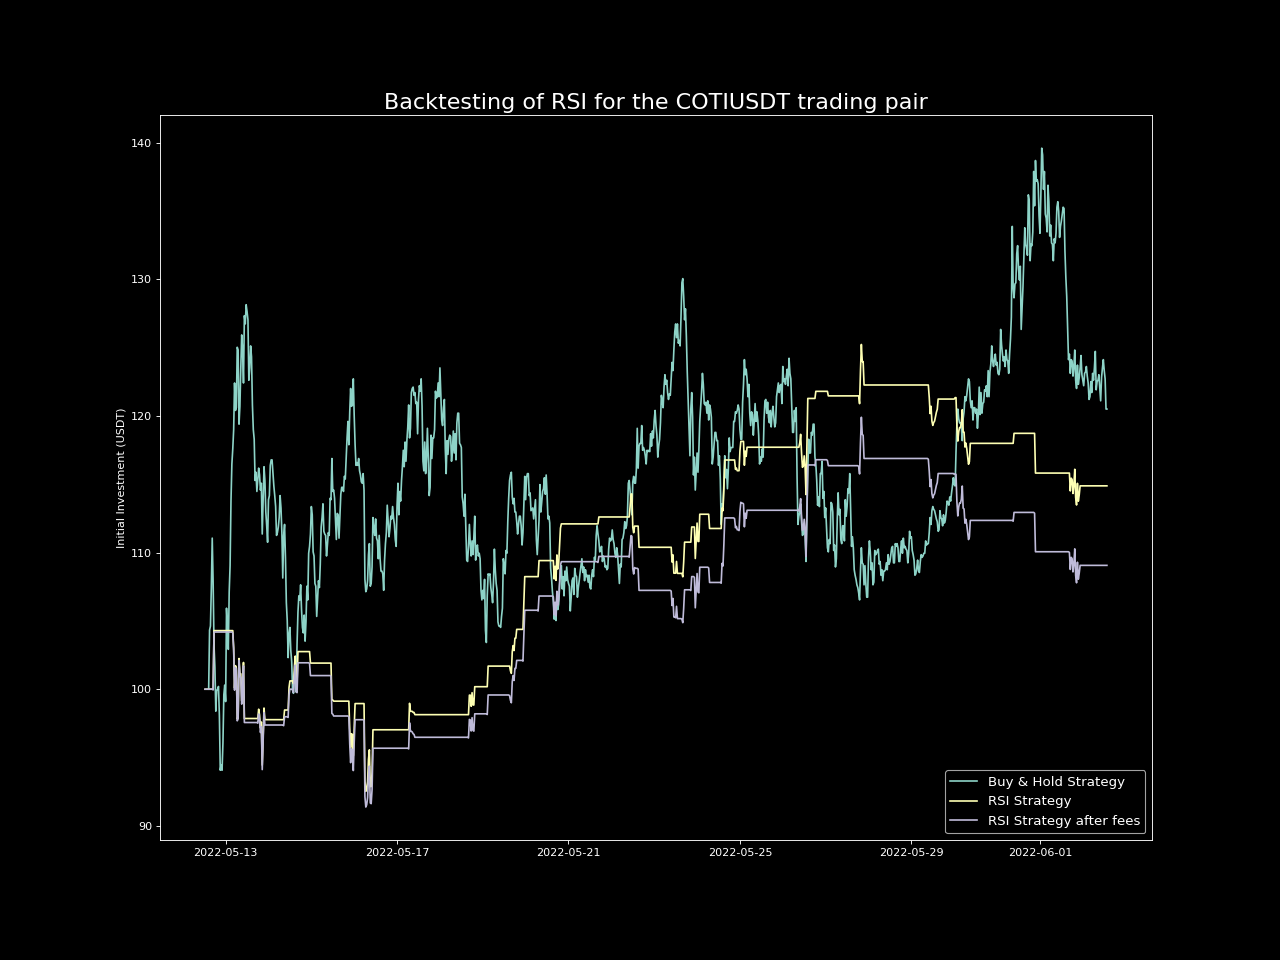 Backtesting of RSI for the COTIUSDT trading pair
140
130
120
110
100
90
Initial Investment (USDT)
2022-05-13
2022-05-17
2022-05-21
2022-05-25
2022-05-29
2022-06-01
Buy & Hold Strategy
RSI Strategy
RSI Strategy after fees